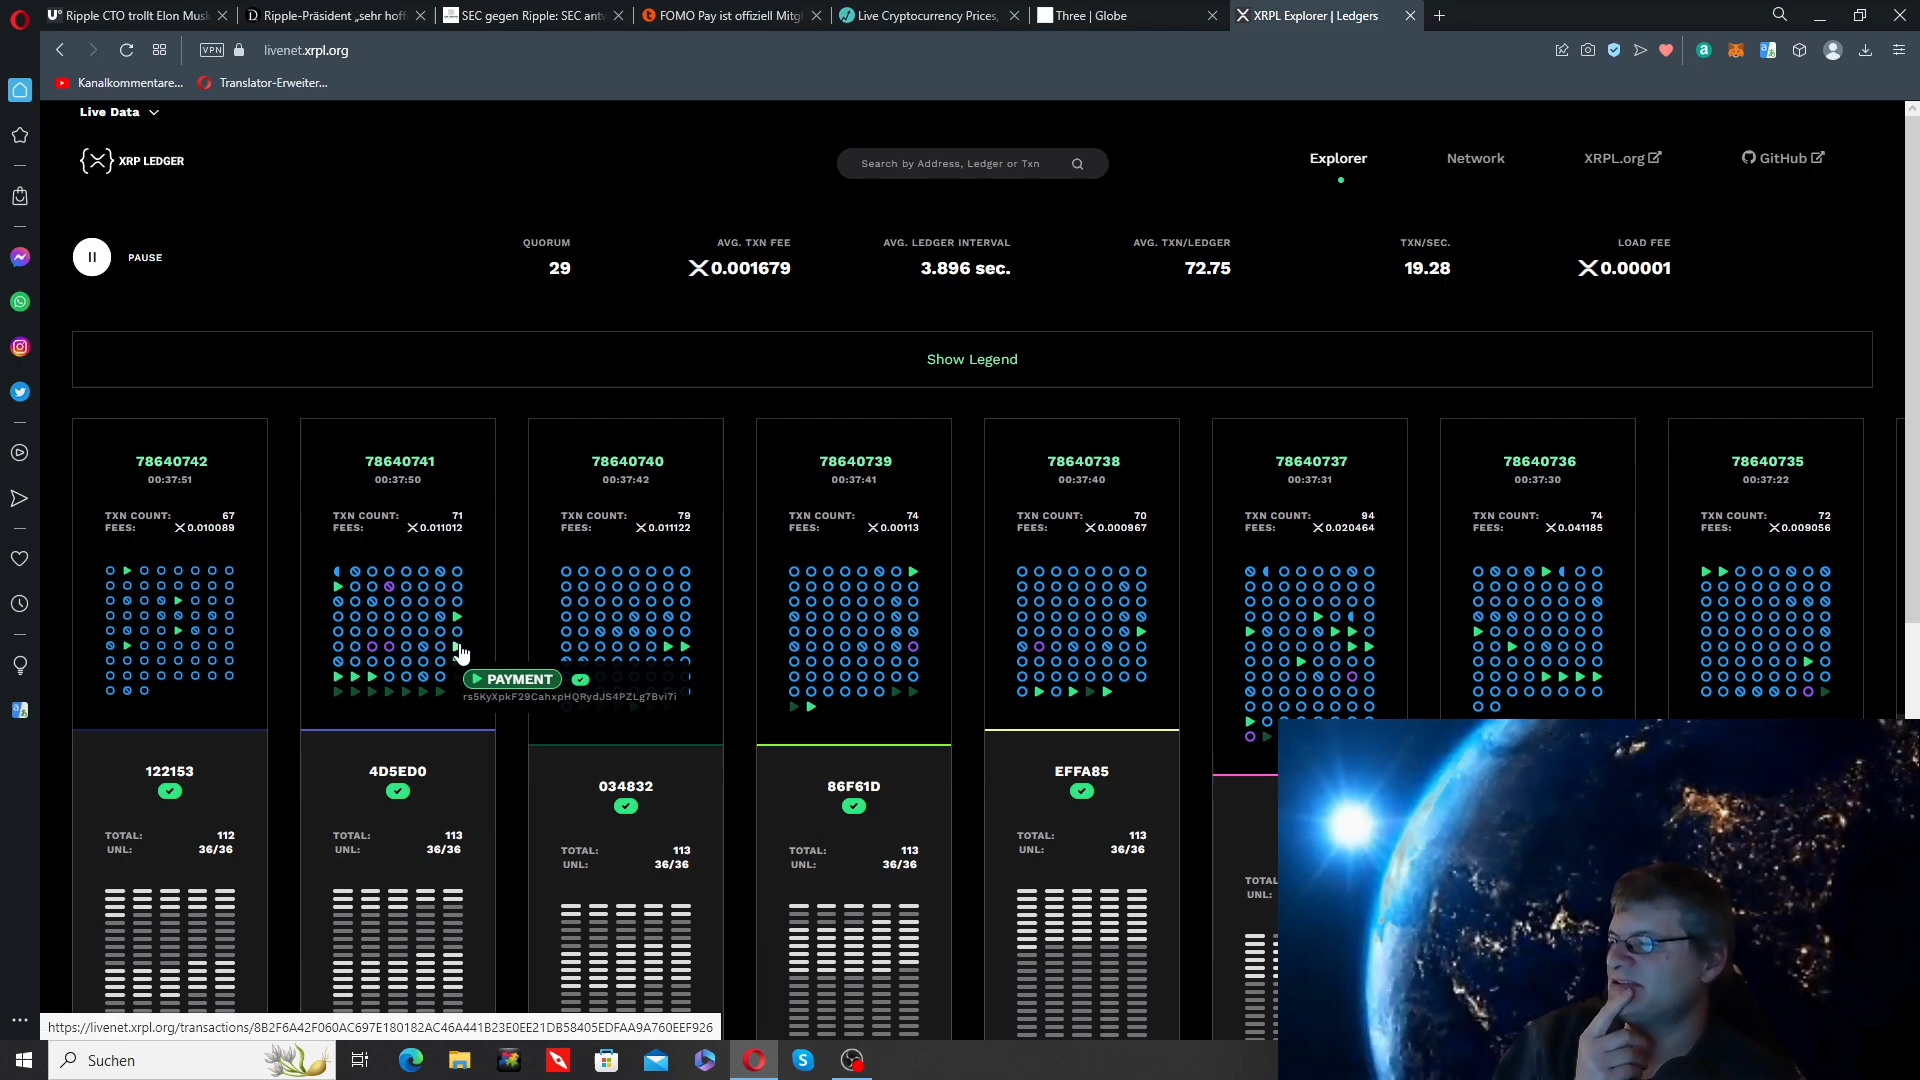 Ripple CTO trollt Elon Musk
Ripple-Präsident „sehr hoff
SEC gegen Ripple: SEC antw
FOMO Pay ist offiziell Mitgl
Live Cryptocurrency Prices,
Three | Globe
XRPL Explorer | Ledgers
VPN
livenet.xrpl.org
Kanalkommentare...
Translator-Erweiter...
Live Data
XRP LEDGER
Search by Address, Ledger or Txn
Explorer
Network
XRPL.org
GitHub
PAUSE
QUORUM
29
AVG. TXN FEE
0.001679
AVG. LEDGER INTERVAL
3.896 sec.
AVG. TXN/LEDGER
72.75
TXN/SEC.
19.28
LOAD FEE
0.00001
Show Legend
78640742
00:37:51
TXN COUNT: 67
FEES: 0.010089
78640741
00:37:50
TXN COUNT: 71
FEES: 0.011012
78640740
00:37:42
TXN COUNT: 79
FEES: 0.011122
78640739
00:37:41
TXN COUNT: 74
FEES: 0.00113
78640738
00:37:40
TXN COUNT: 70
FEES: 0.000967
78640737
00:37:31
TXN COUNT: 94
FEES: 0.020464
78640736
00:37:30
TXN COUNT: 74
FEES: 0.041185
78640735
00:37:22
TXN COUNT: 72
FEES: 0.009056
PAYMENT
rs5KyXpkF29CahxpHQRydJS4PZLg7Bvi7i
122153
TOTAL: 112
UNL: 36/36
4D5ED0
TOTAL: 113
UNL: 36/36
034832
TOTAL: 113
UNL: 36/36
86F61D
TOTAL: 113
UNL: 36/36
EFFA85
TOTAL: 113
UNL: 36/36
TOTAL
UNL:
https://livenet.xrpl.org/transactions/8B2F6A42F060AC697E180182AC46A441B23E0EE21DB58405EDFAA9A760EEF926
Suchen